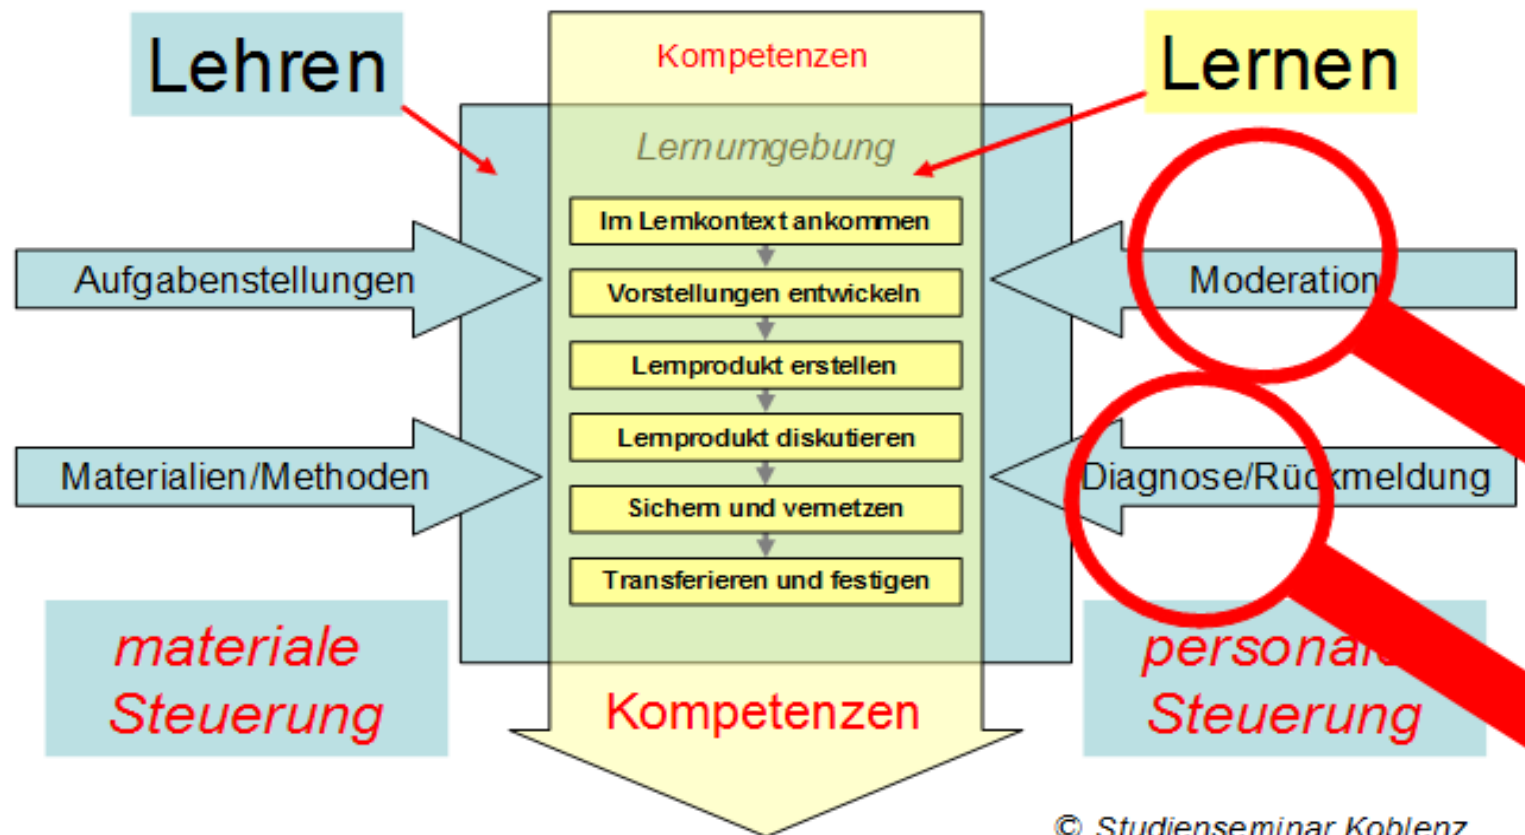 Lehren
Kompetenzen
Lernen
Lernumgebung
Im Lernkontext ankommen
Vorstellungen entwickeln
Lernprodukt erstellen
Lernprodukt diskutieren
Sichern und vernetzen
Transferieren und festigen
Aufgabenstellungen
Materialien/Methoden
Moderation
Diagnose/Rückmeldung
materiale
Steuerung
Kompetenzen
personale
Steuerung
© Studienseminar Koblenz